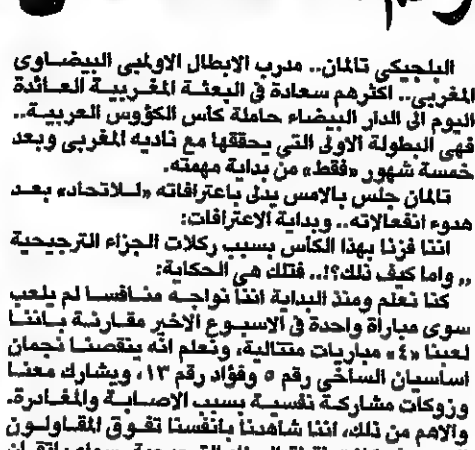 البلجيكي تالمان.. مدرب الابطال الاولمبي البيضاوي
المغربي.. اكثرهم سعادة في البعثة المغربية العائدة
اليوم الى الدار البيضاء حاملة كأس الكؤوس العربية..
فهي البطولة الاولى التي يحققها مع ناديه المغربي وبعد
خمسة شهور «فقط» من بداية مهمته.
تالمان جلس بالامس يدلى باعترافاته «لـلاتحاد» بعد
هدوء انفعالاته.. وبداية الاعترافات:
اننا فزنا بهذا الكأس بسبب ركلات الجزاء الترجيحية
,, واما كيف ذلك؟!.. فتلك هي الحكاية:
كنا نعلم ومنذ البداية اننا نواجه منافسا لم يلعب
سوى مباراة واحدة في الاسبوع الاخير مقارنة باننا
لعبنا «٤» مباريات متتالية، ونعلم انه ينقصنا نجمان
اساسيان الساخي رقم ٥ وفؤاد رقم ١٣، ويشارك معنا
وزوكات مشاركة نفسية بسبب الاصابة والمغادرة.
والاهم من ذلك، اننا شاهدنا بانفسنا تفوق المقاولون